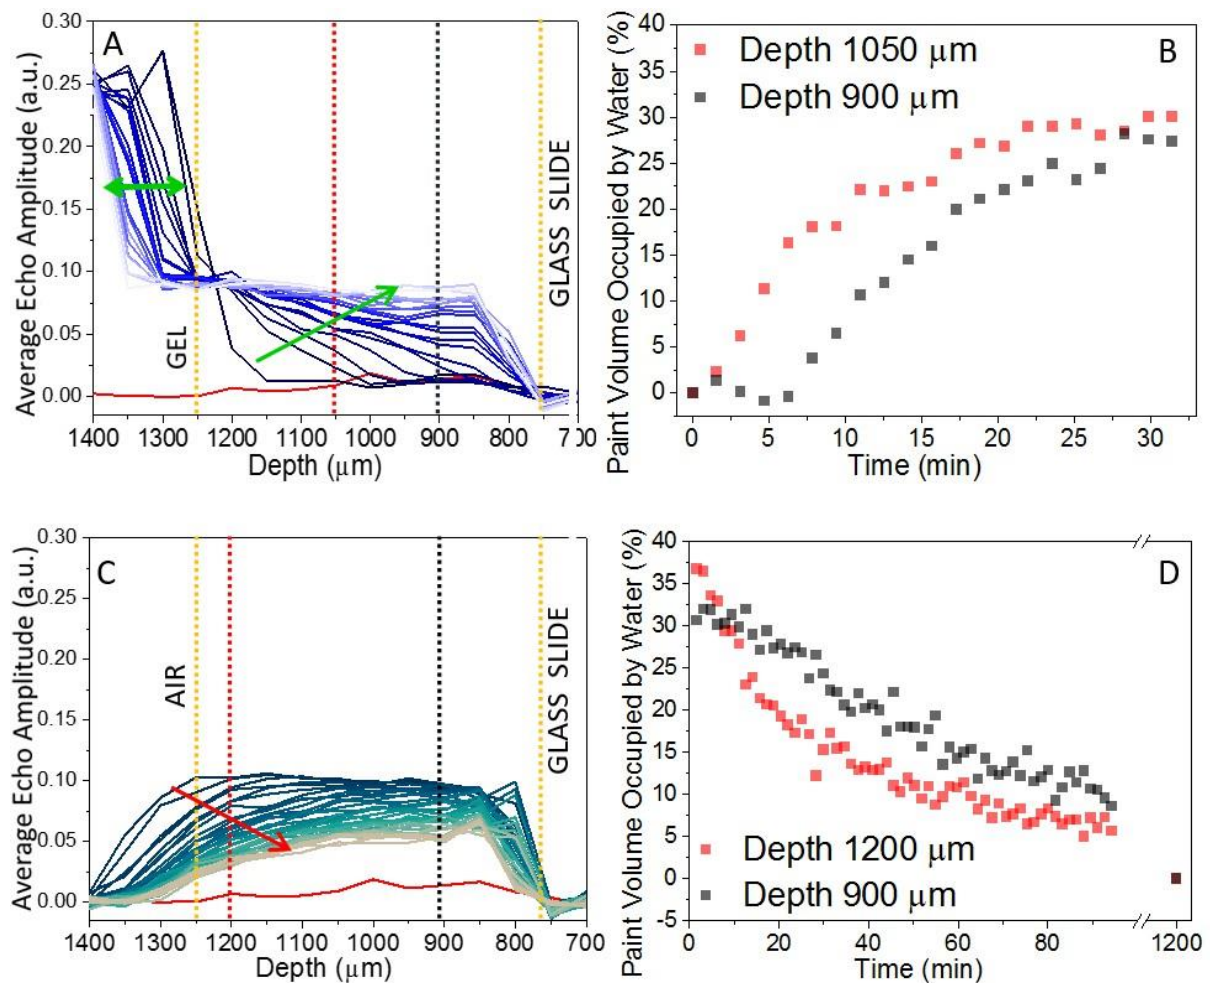 A
Average Echo Amplitude (a.u.)
0.30
0.25
0.20
0.15
0.10
0.05
0.00
GEL
GLASS SLIDE
1400 1300 1200 1100 1000 900 800 700
Depth (μm)
B
Paint Volume Occupied by Water (%)
40
35
30
25
20
15
10
5
0
Depth 1050 μm
Depth 900 μm
0 5 10 15 20 25 30
Time (min)
C
Average Echo Amplitude (a.u.)
0.30
0.25
0.20
0.15
0.10
0.05
0.00
AIR
GLASS SLIDE
1400 1300 1200 1100 1000 900 800 700
Depth (μm)
D
Paint Volume Occupied by Water (%)
40
35
30
25
20
15
10
5
0
-5
Depth 1200 μm
Depth 900 μm
0 20 40 60 80 1200
Time (min)